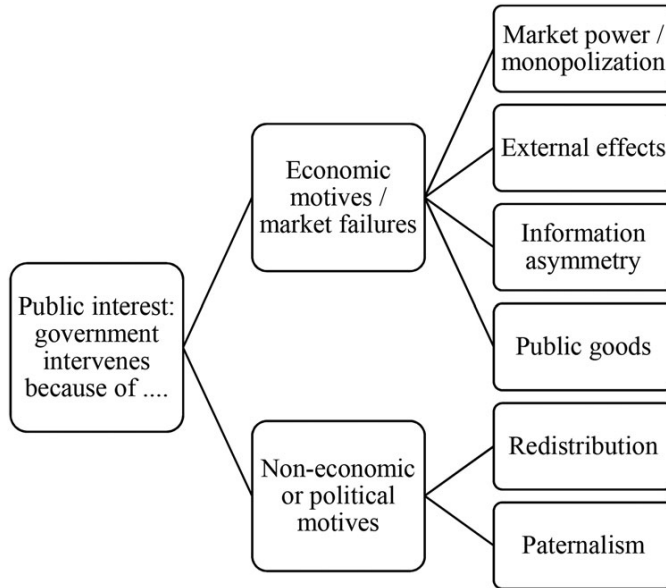 Public interest:
government
intervenes
because of ....
Economic
motives /
market failures
Market power /
monopolization
External effects
Information
asymmetry
Public goods
Non-economic
or political
motives
Redistribution
Paternalism